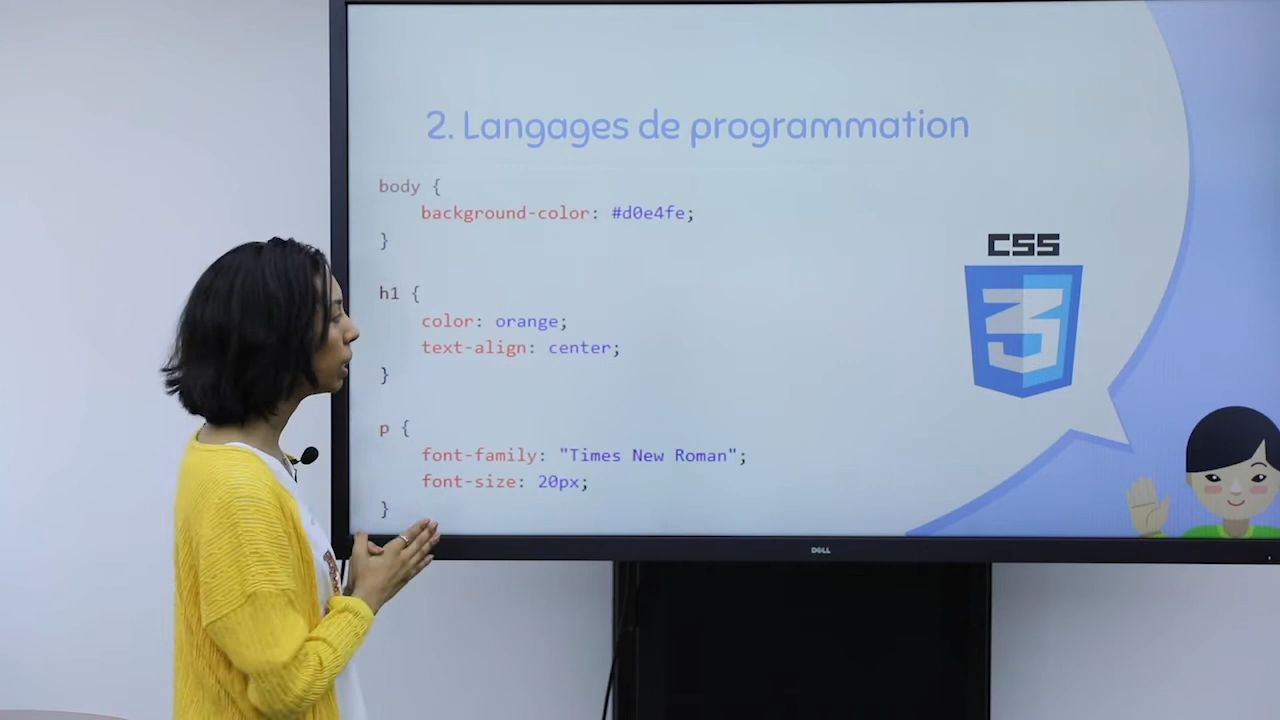 2. Langages de programmation
body {
background-color: #d0e4fe;
}
h1 {
color: orange;
text-align: center;
}
p {
font-family: "Times New Roman";
font-size: 20px;
}
CSS
3
DELL